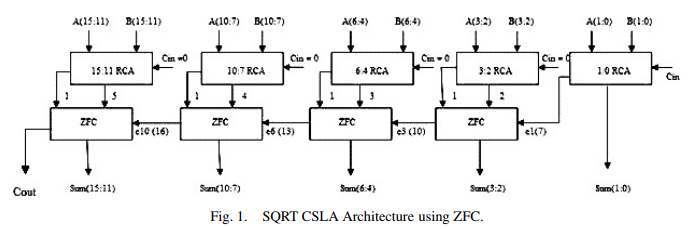 A(15:11) B(15:11) A(10:7) B(10:7) A(6:4) B(6:4) A(3:2) B(3:2) A(1:0) B(1:0)
Cin =0 Cin = 0 Cin = 0 Cin = 0
15:11 RCA 10:7 RCA 6:4 RCA 3:2 RCA 1:0 RCA
Cin
1 5 1 4 1 3 1 2
ZFC ZFC ZFC ZFC
c10 (16) c6 (13) c3 (10) c1(7)
Cout Sum(15:11) Sum(10:7) Sum(6:4) Sum(3:2) Sum(1:0)
Fig. 1. SQRT CSLA Architecture using ZFC.